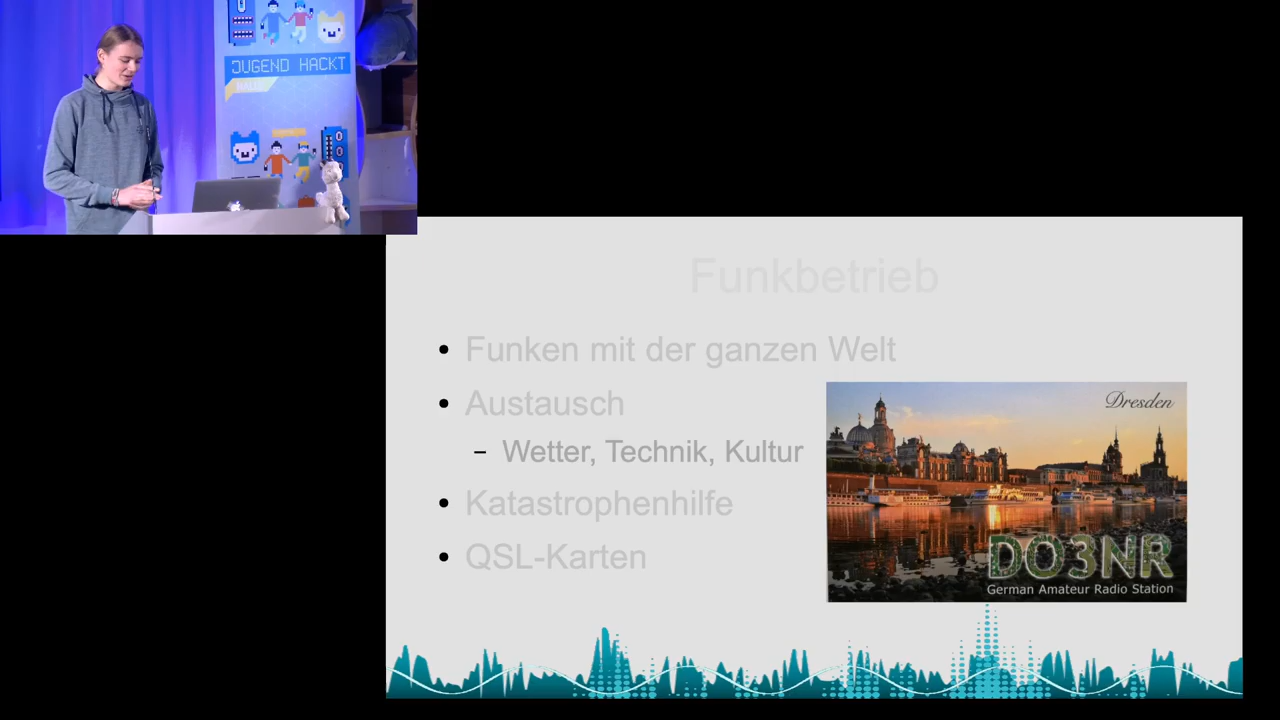 JUGEND HACKT
HALLE
Funkbetrieb
• Funken mit der ganzen Welt
• Austausch
– Wetter, Technik, Kultur
• Katastrophenhilfe
• QSL-Karten
Dresden
DO3NR
German Amateur Radio Station